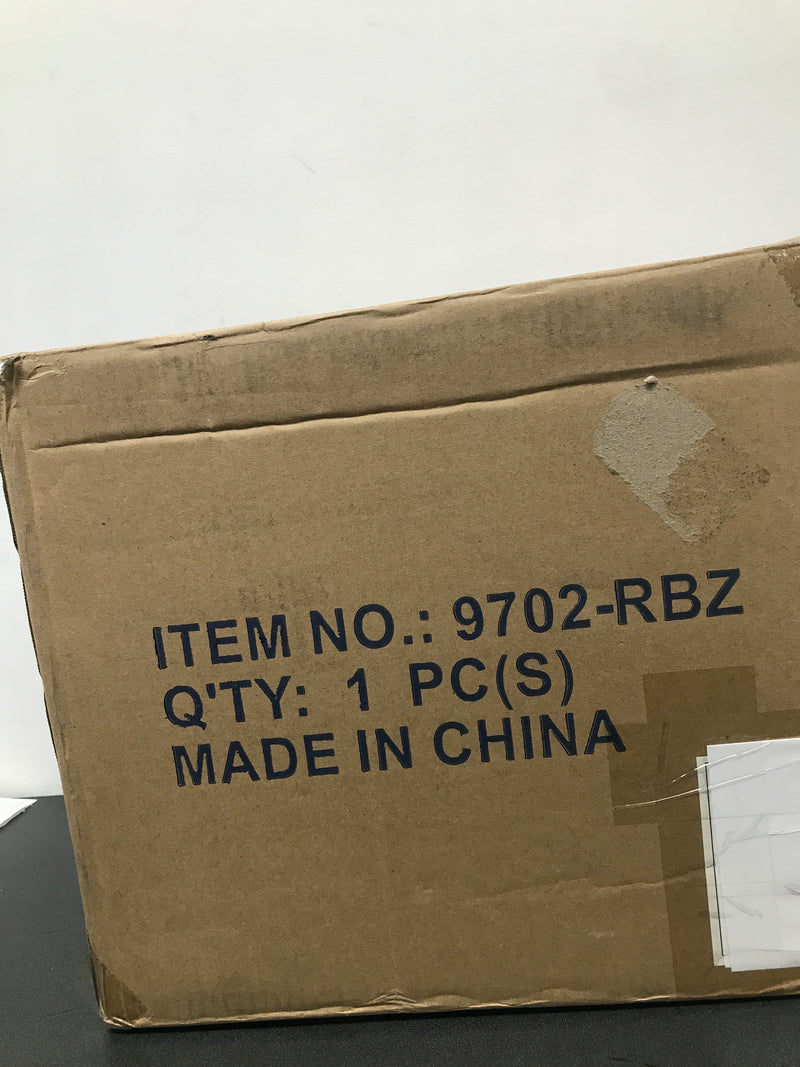 ITEM NO.: 9702-RBZ
Q'TY: 1 PC(S)
MADE IN CHINA